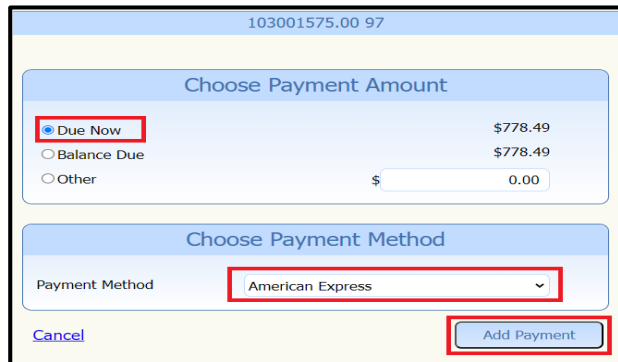 103001575.00 97
Choose Payment Amount
Due Now $778.49
Balance Due $778.49
Other $ 0.00
Choose Payment Method
Payment Method American Express
Cancel Add Payment